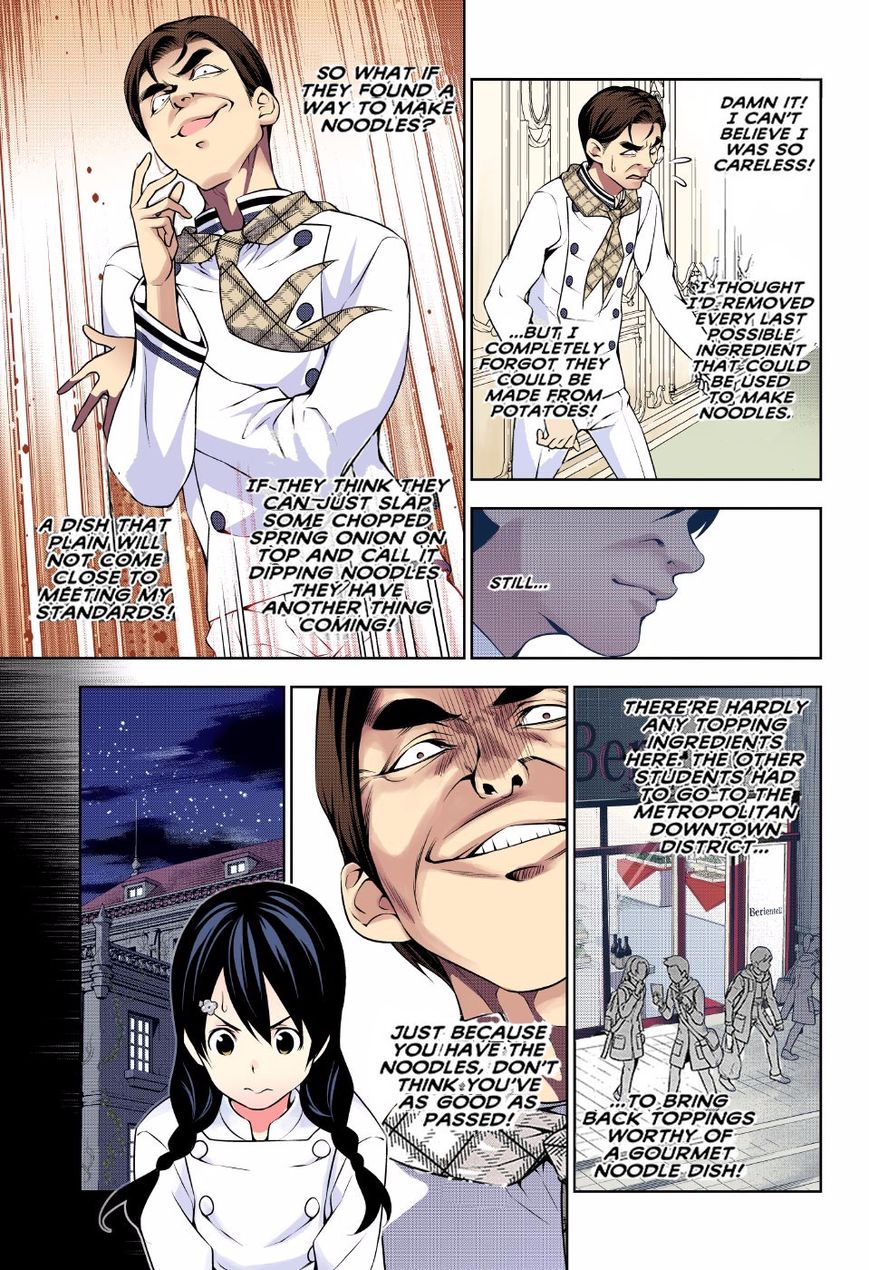 DAMN IT!
I CAN'T
BELIEVE I
WAS SO
CARELESS!
I THOUGHT
I'D REMOVED
EVERY LAST
POSSIBLE
INGREDIENT
THAT COULD
BE USED
TO MAKE
NOODLES.
...BUT I
COMPLETELY
FORGOT THEY
COULD BE
MADE FROM
POTATOES!
STILL...
SO WHAT IF
THEY FOUND A
WAY TO MAKE
NOODLES?
IF THEY THINK THEY
CAN JUST SLAP
SOME CHOPPED
SPRING ONION ON
TOP AND CALL IT
DIPPING NOODLES
THEY HAVE
ANOTHER THING
COMING!
A DISH THAT
PLAIN WILL
NOT COME
CLOSE TO
MEETING MY
STANDARDS!
THERE'RE HARDLY
ANY TOPPING
INGREDIENTS
HERE. THE OTHER
STUDENTS HAD
TO GO TO THE
METROPOLITAN
DOWNTOWN
DISTRICT...
...TO BRING
BACK TOPPINGS
WORTHY OF
A GOURMET
NOODLE DISH!
JUST BECAUSE
YOU HAVE THE
NOODLES, DON'T
THINK YOU'VE
AS GOOD AS
PASSED!